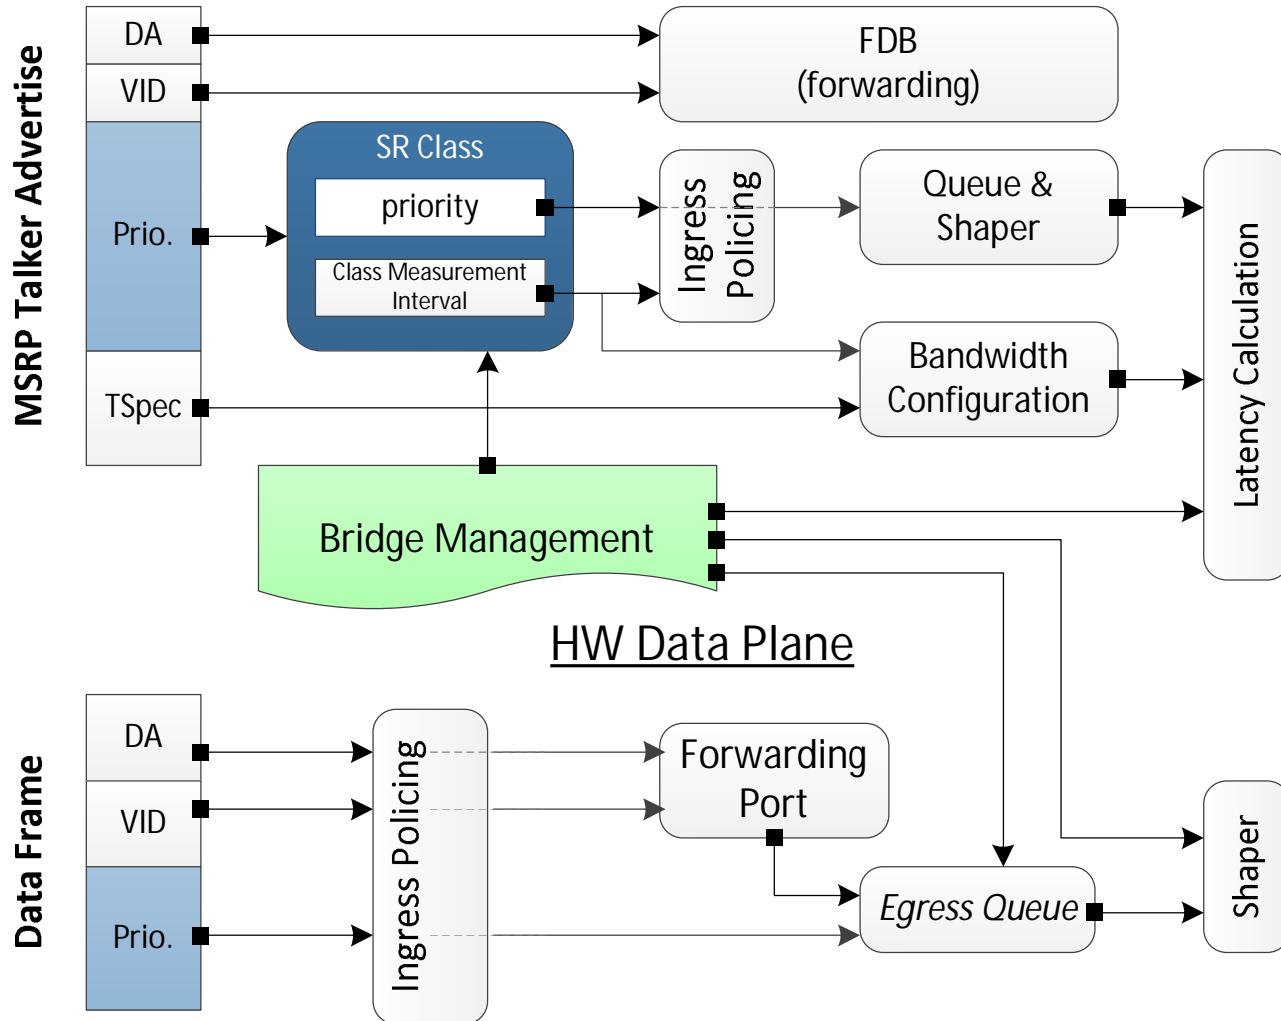 MSRP Talker Advertise
DA
VID
Prio.
TSpec
SR Class
priority
Class Measurement
Interval
FDB
(forwarding)
Ingress
Policing
Queue &
Shaper
Bandwidth
Configuration
Latency Calculation
Bridge Management
HW Data Plane
Data Frame
DA
VID
Prio.
Ingress Policing
Forwarding
Port
Egress Queue
Shaper